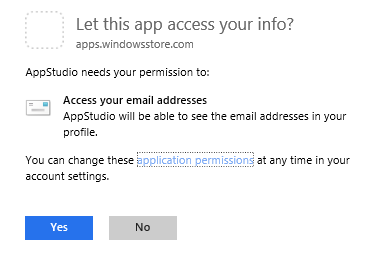 Let this app access your info?
apps.windowsstore.com
AppStudio needs your permission to:
Access your email addresses
AppStudio will be able to see the email addresses in your
profile.
You can change these application permissions at any time in your
account settings.
Yes
No